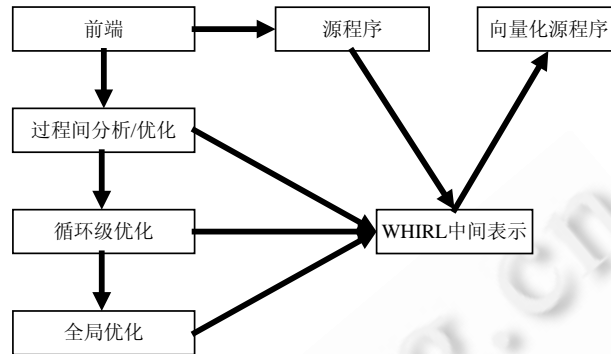 前端
源程序
向量化源程序
过程间分析/优化
循环级优化
WHIRL中间表示
全局优化